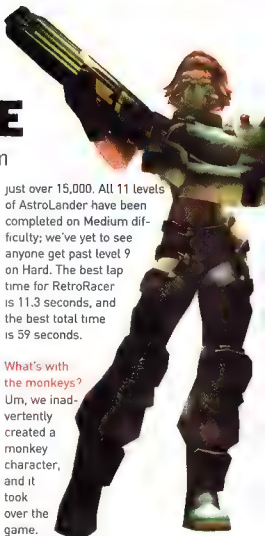 E
n
just over 15,000. All 11 levels
of AstroLander have been
completed on Medium dif-
ficulty; we've yet to see
anyone get past level 9
on Hard. The best lap
time for RetroRacer
is 11.3 seconds, and
the best total time
is 59 seconds.
What's with
the monkeys?
Um, we inad-
vertently
created a
monkey
character,
and it
took
over the
game.